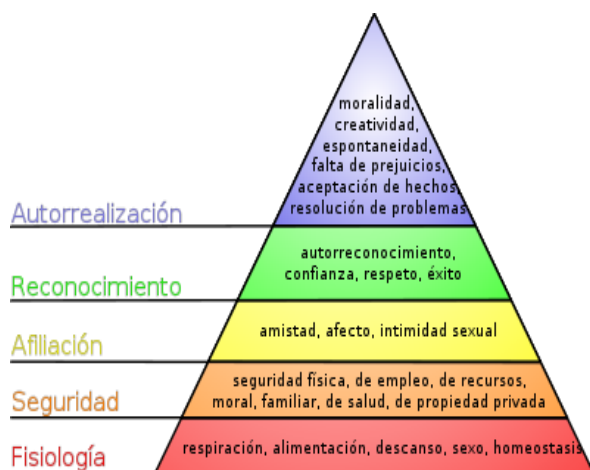 moralidad,
creatividad,
espontaneidad,
falta de prejuicios,
aceptación de hechos,
resolución de problemas
Autorrealización
autorreconocimiento,
confianza, respeto, éxito
Reconocimiento
amistad, afecto, intimidad sexual
Afiliación
seguridad física, de empleo, de recursos,
moral, familiar, de salud, de propiedad privada
Seguridad
respiración, alimentación, descanso, sexo, homeostasis
Fisiología